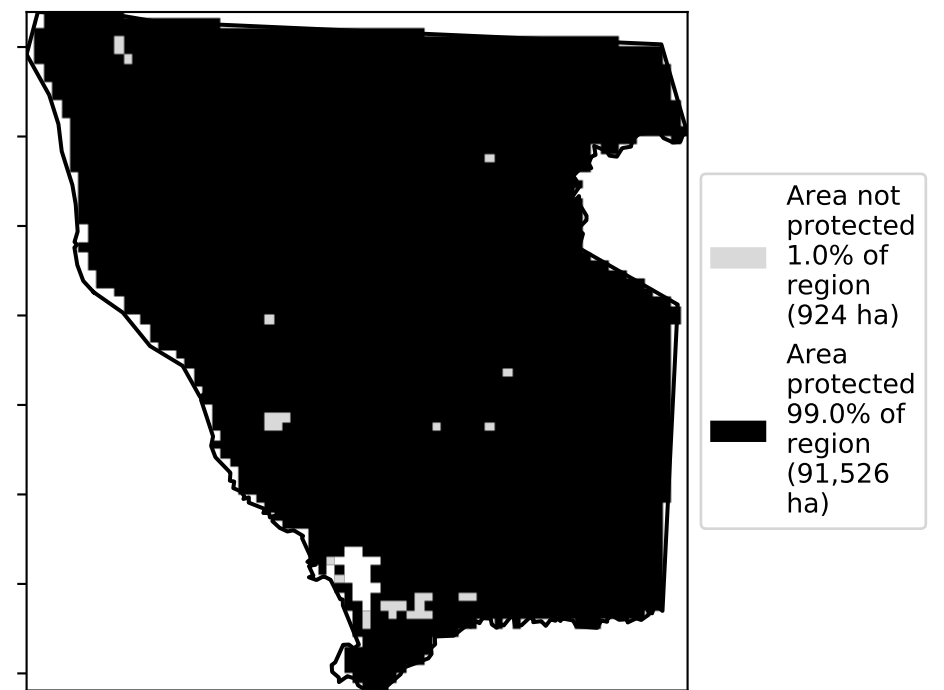 Area not
protected
1.0% of
region
(924 ha)
Area
protected
99.0% of
region
(91,526
ha)